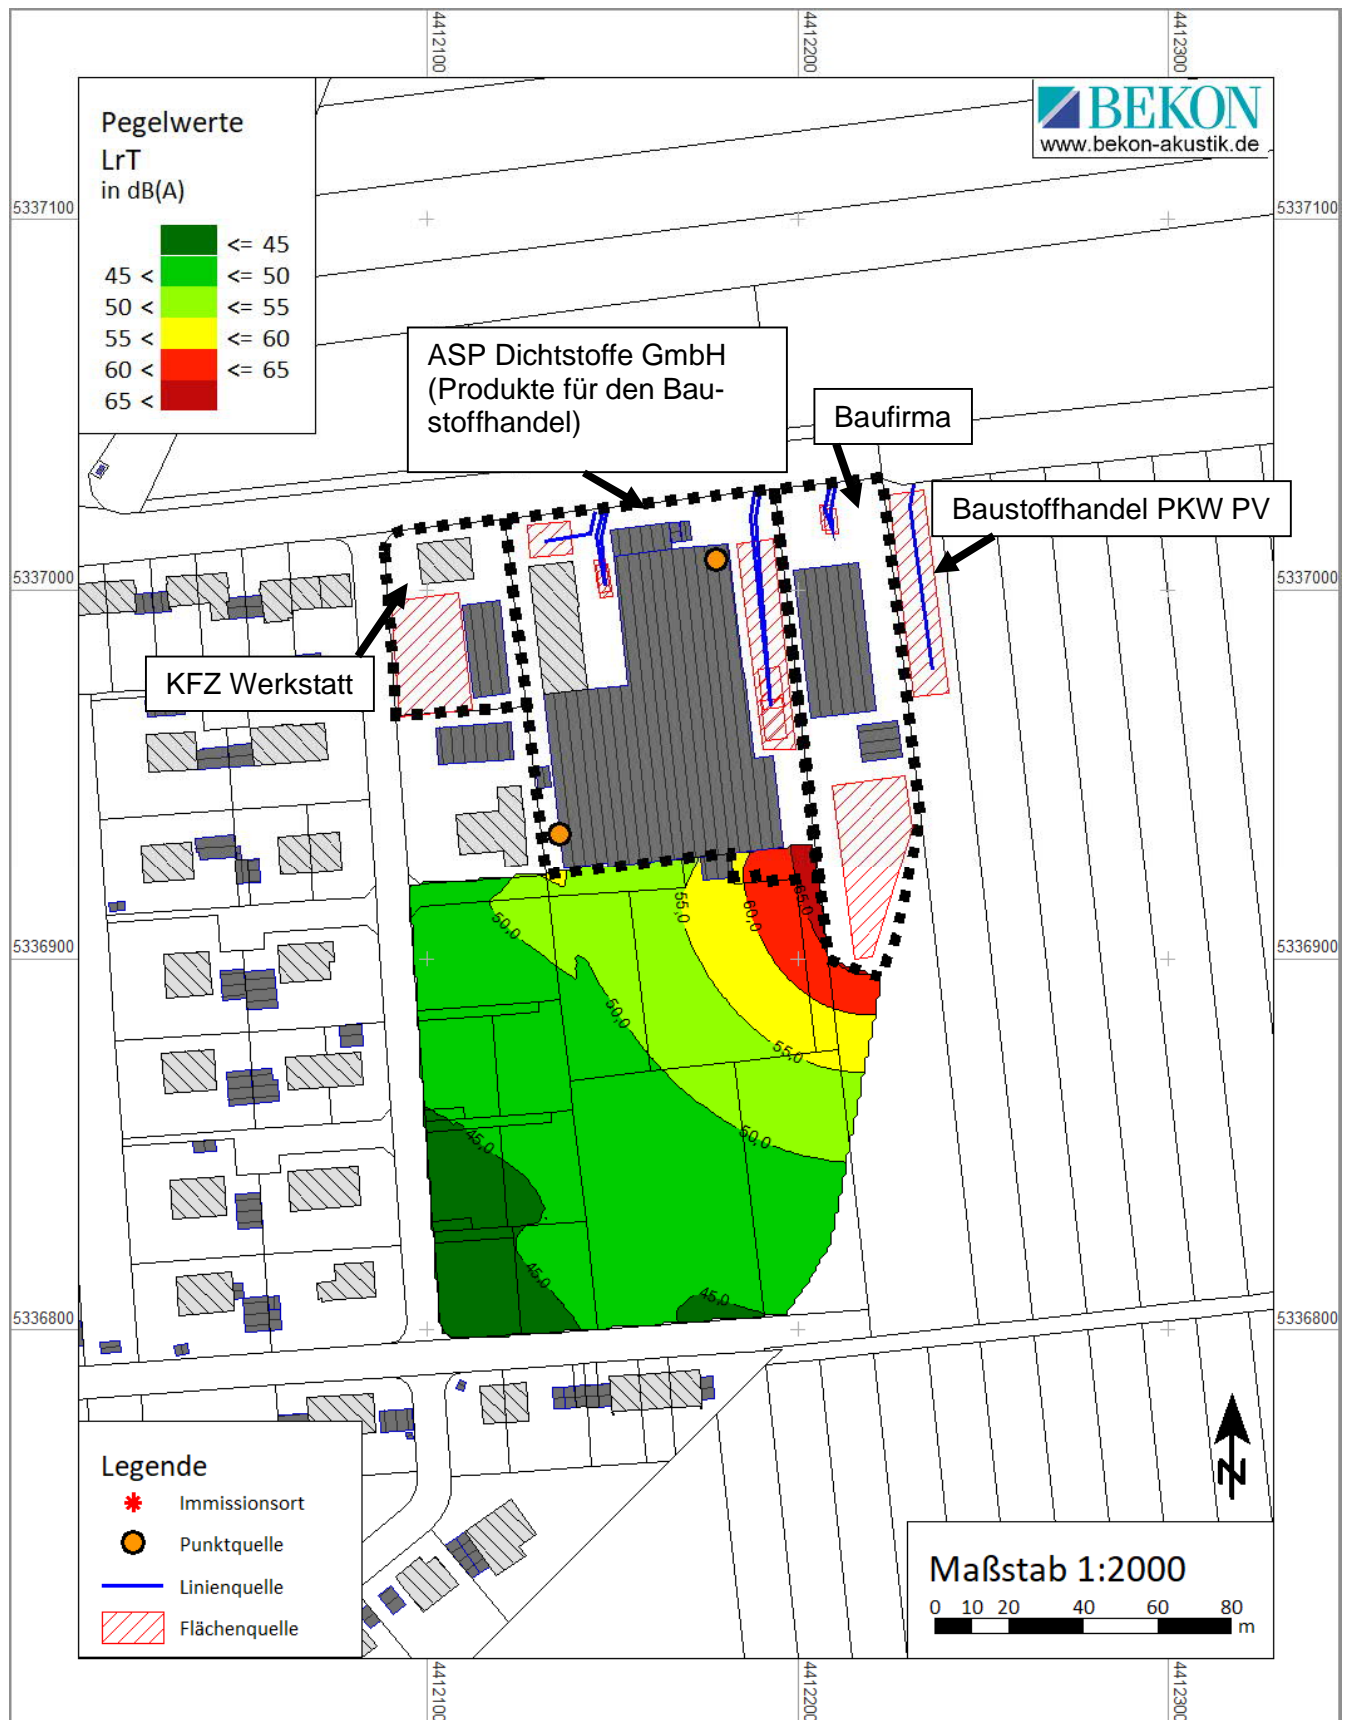 4412100
4412200
4412300
Pegelwerte
LrT
in dB(A)
<= 45
45 < <= 50
50 < <= 55
55 < <= 60
60 < <= 65
65 <
BEKON
www.bekon-akustik.de
5337100
5337100
ASP Dichtstoffe GmbH
(Produkte für den Bau-
stoffhandel)
Baufirma
Baustoffhandel PKW PV
5337000
5337000
KFZ Werkstatt
50,0
55,0
60,0
65,0
5336900
5336900
50,0
55,0
45,0
50,0
45,0
45,0
5336800
5336800
Legende
Immissionsort
Punktquelle
Linienquelle
Flächenquelle
N
Maßstab 1:2000
0 10 20 40 60 80
m
4412100
4412200
4412300